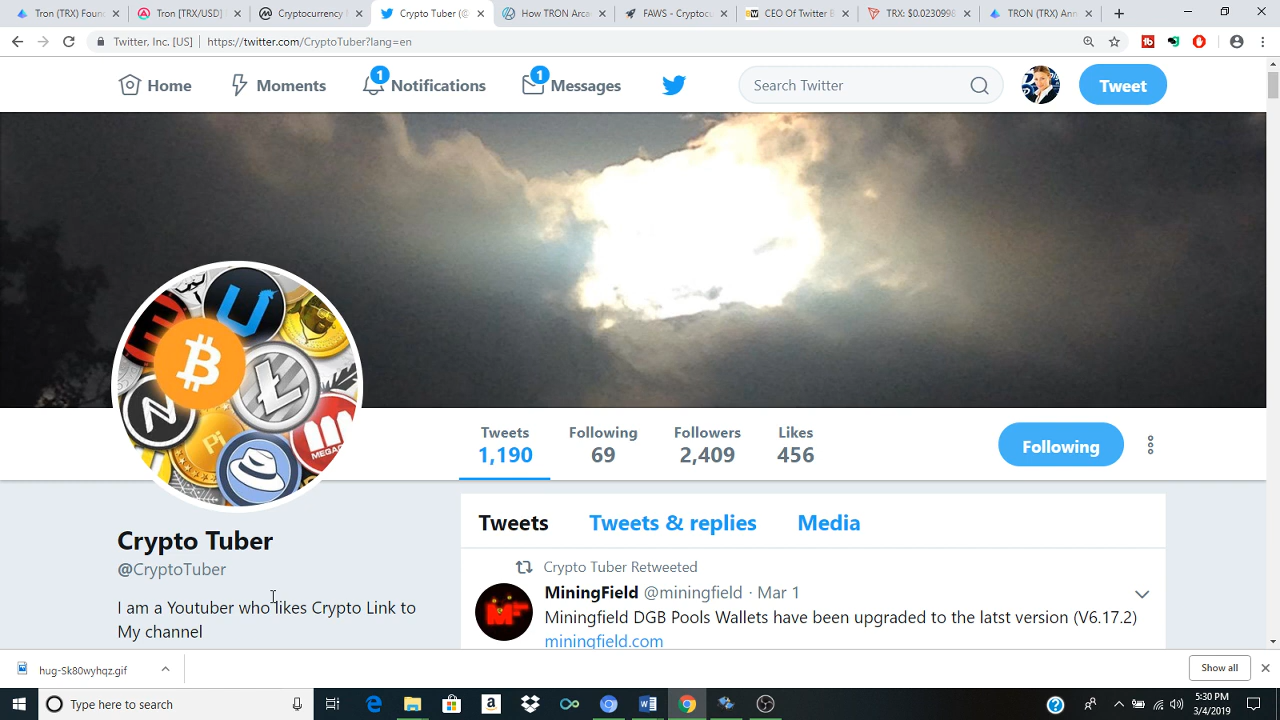 Tron (TRX) Foun
Tron [TRX/USD]
Cryptocurrency
Crypto Tuber (@
How TRON Arca
FAWS - Cryptoc
CEO Of Twitter B
TRX: $0.0230998
TRON (TRX) Ann
Twitter, Inc. [US] https://twitter.com/CryptoTuber?lang=en
Home
Moments
1
Notifications
1
Messages
Search Twitter
Tweet
Tweets
1,190
Following
69
Followers
2,409
Likes
456
Following
Crypto Tuber
@CryptoTuber
I am a Youtuber who likes Crypto Link to
My channel
Tweets
Tweets & replies
Media
Crypto Tuber Retweeted
MiningField @miningfield · Mar 1
Miningfield DGB Pools Wallets have been upgraded to the latst version (V6.17.2)
miningfield.com
hug-Sk80wyhqz.gif
Show all
Type here to search
5:30 PM
3/4/2019